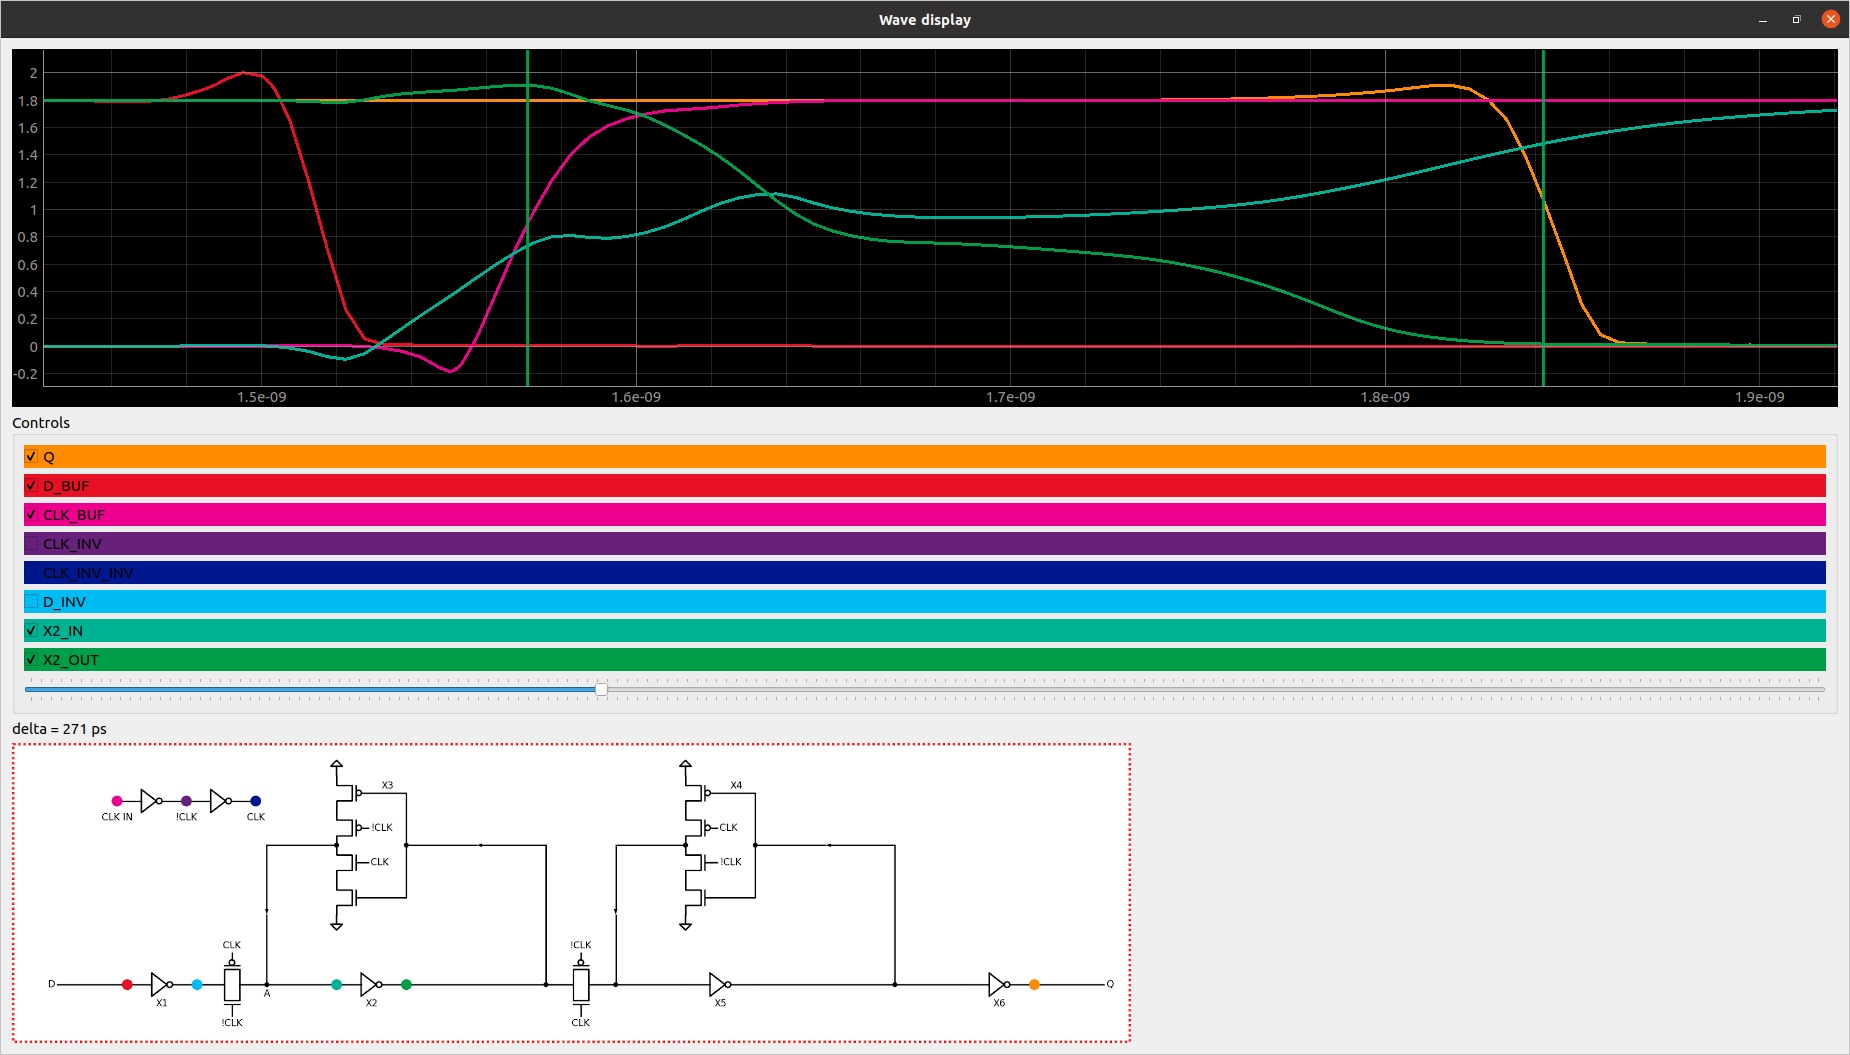 Wave display
2
1.8
1.6
1.4
1.2
1
0.8
0.6
0.4
0.2
0
-0.2
1.5e-09 1.6e-09 1.7e-09 1.8e-09 1.9e-09
Controls
Q
D_BUF
CLK_BUF
CLK_INV
CLK_INV_INV
D_INV
X2_IN
X2_OUT
delta = 271 ps
X3 X4
CLK IN !CLK CLK
!CLK CLK
CLK !CLK
CLK !CLK
D A Q
X1 X2 X5 X6
!CLK CLK